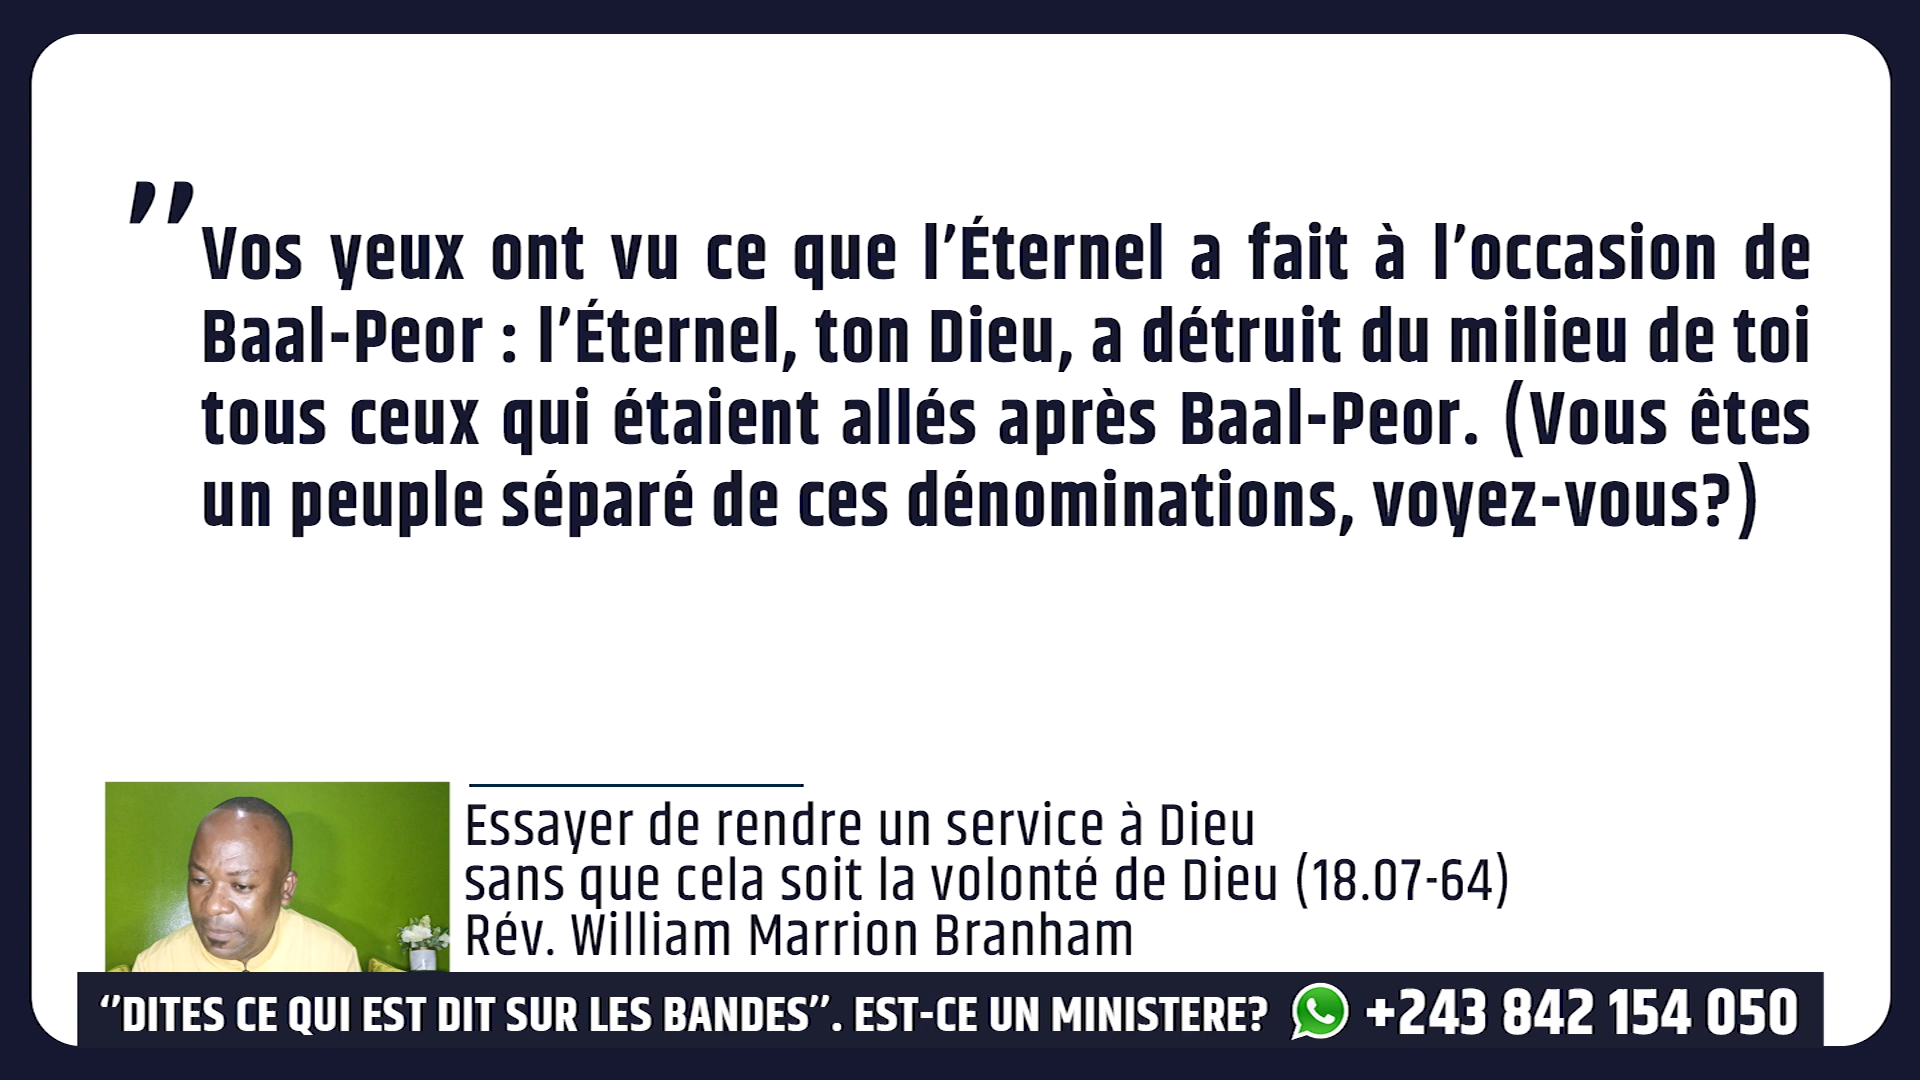 ’’
Vos yeux ont vu ce que l’Éternel a fait à l’occasion de
Baal-Peor : l’Éternel, ton Dieu, a détruit du milieu de toi
tous ceux qui étaient allés après Baal-Peor. (Vous êtes
un peuple séparé de ces dénominations, voyez-vous?)
Essayer de rendre un service à Dieu
sans que cela soit la volonté de Dieu (18.07-64)
Rév. William Marrion Branham
‘’DITES CE QUI EST DIT SUR LES BANDES’’. EST-CE UN MINISTERE? +243 842 154 050